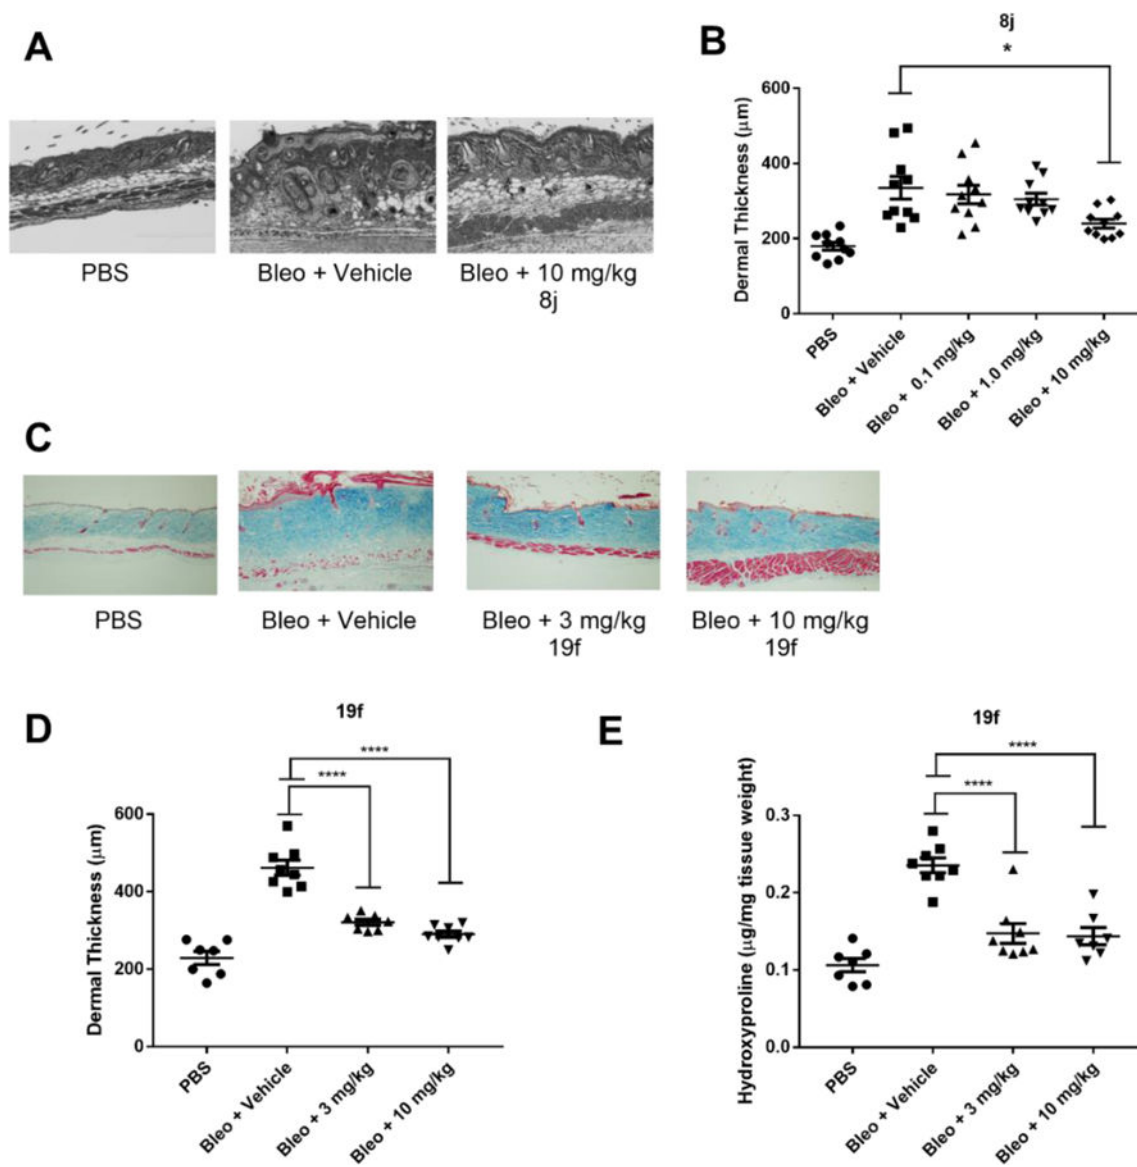 A
PBS
Bleo + Vehicle
Bleo + 10 mg/kg
8j
B
8j
*
Dermal Thickness (μm)
600
400
200
0
PBS
Bleo + Vehicle
Bleo + 0.1 mg/kg
Bleo + 1.0 mg/kg
Bleo + 10 mg/kg
C
PBS
Bleo + Vehicle
Bleo + 3 mg/kg
19f
Bleo + 10 mg/kg
19f
D
19f
****
****
Dermal Thickness (μm)
600
400
200
0
PBS
Bleo + Vehicle
Bleo + 3 mg/kg
Bleo + 10 mg/kg
E
19f
****
****
Hydroxyproline (μg/mg tissue weight)
0.3
0.2
0.1
0.0
PBS
Bleo + Vehicle
Bleo + 3 mg/kg
Bleo + 10 mg/kg